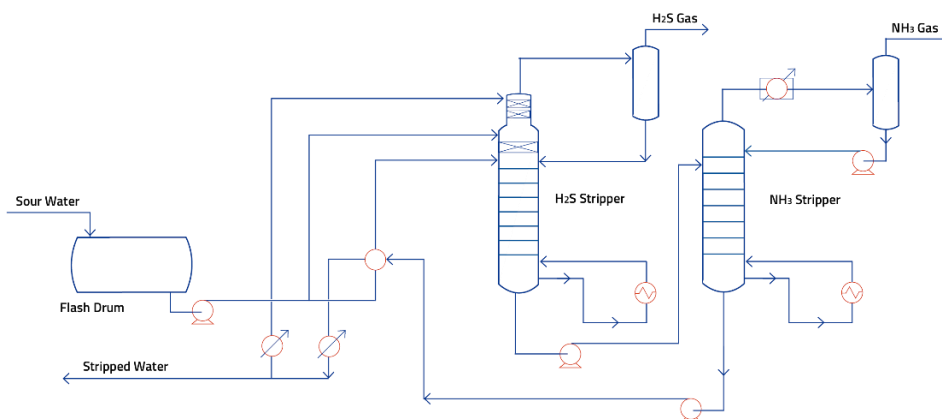 H2S Gas
NH3 Gas
H2S Stripper
NH3 Stripper
Sour Water
Flash Drum
Stripped Water